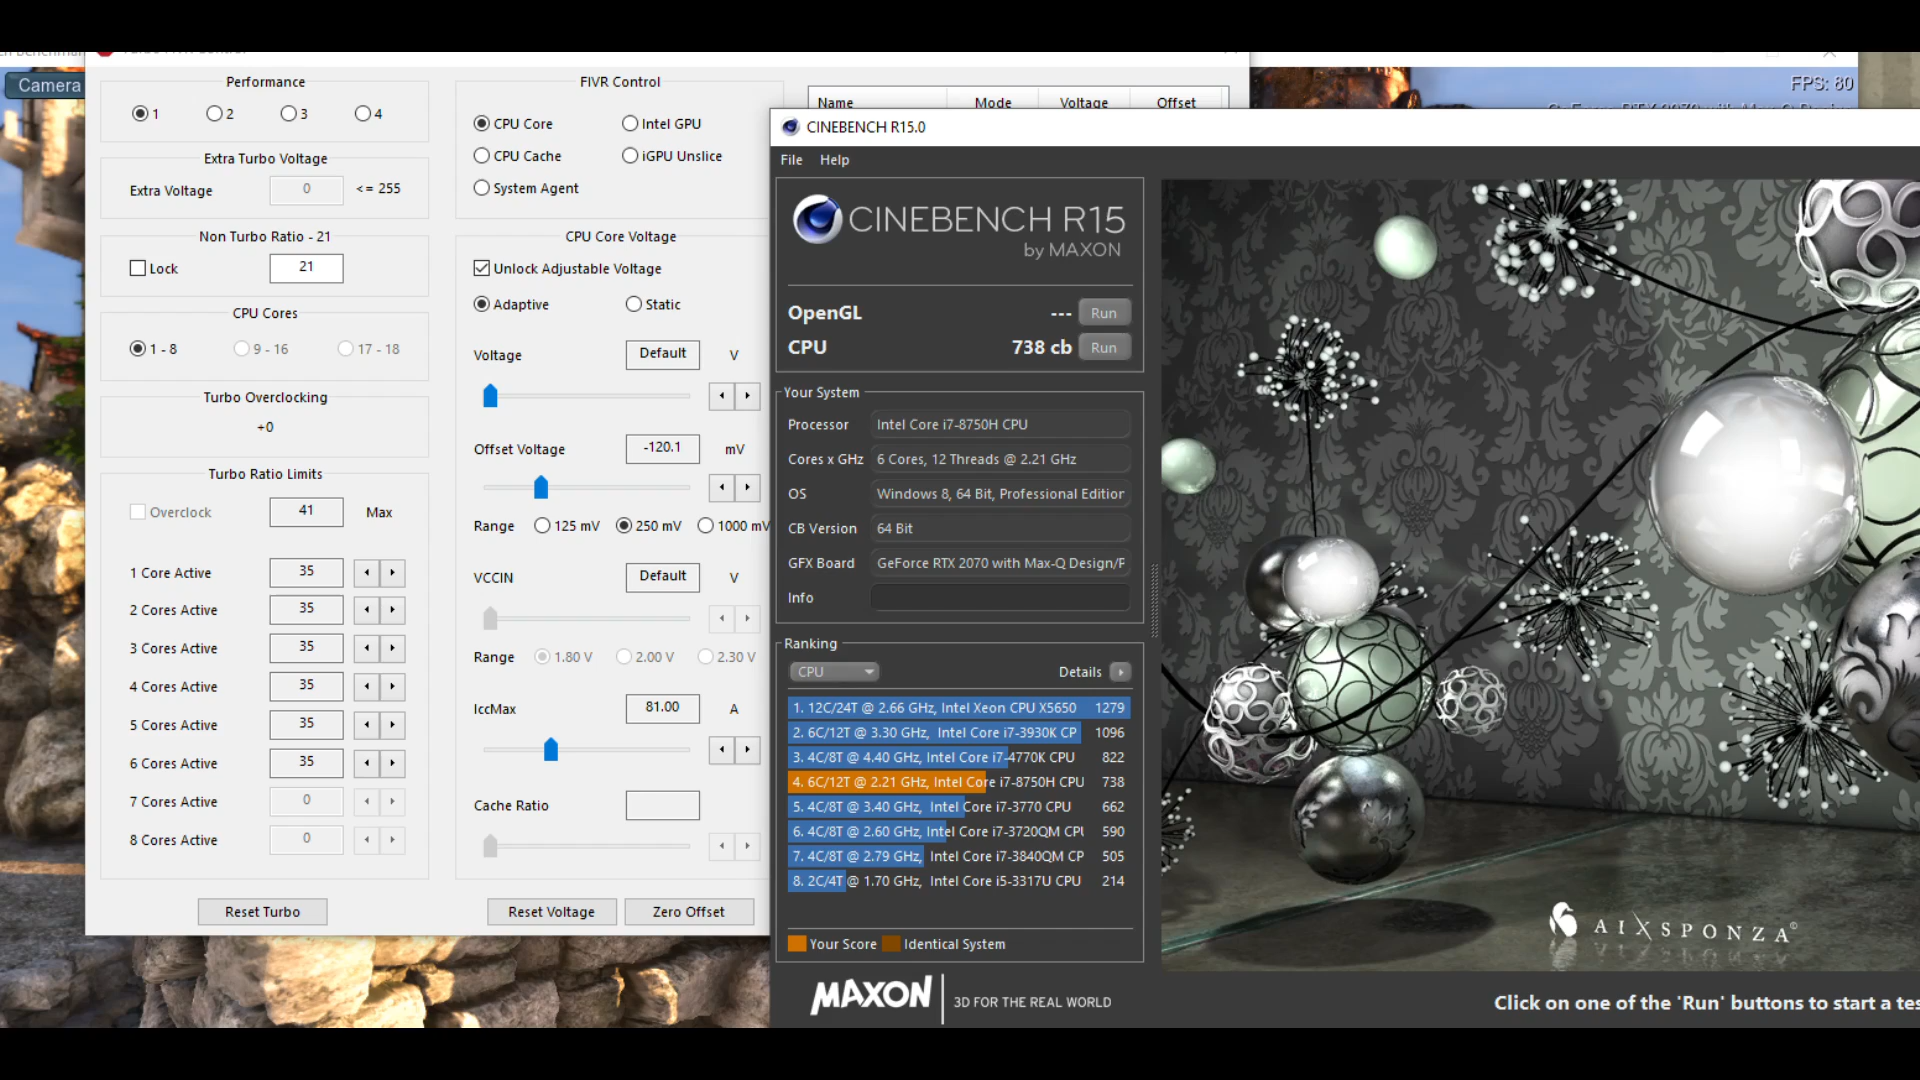 Camera
FPS: 60
Performance
1
2
3
4
Extra Turbo Voltage
Extra Voltage
0
<= 255
Non Turbo Ratio - 21
Lock
21
CPU Cores
1 - 8
9 - 16
17 - 18
Turbo Overclocking
+0
Turbo Ratio Limits
Overclock
41
Max
1 Core Active
35
2 Cores Active
35
3 Cores Active
35
4 Cores Active
35
5 Cores Active
35
6 Cores Active
35
7 Cores Active
0
8 Cores Active
0
Reset Turbo
FIVR Control
CPU Core
Intel GPU
CPU Cache
iGPU Unslice
System Agent
CPU Core Voltage
Unlock Adjustable Voltage
Adaptive
Static
Voltage
Default
V
Offset Voltage
-120.1
mV
Range
125 mV
250 mV
1000 mV
VCCIN
Default
V
Range
1.80 V
2.00 V
2.30 V
IccMax
81.00
A
Cache Ratio
Reset Voltage
Zero Offset
Name
Mode
Voltage
Offset
CINEBENCH R15.0
File
Help
CINEBENCH R15
by MAXON
OpenGL
---
Run
CPU
738 cb
Run
Your System
Processor
Intel Core i7-8750H CPU
Cores x GHz
6 Cores, 12 Threads @ 2.21 GHz
OS
Windows 8, 64 Bit, Professional Edition
CB Version
64 Bit
GFX Board
GeForce RTX 2070 with Max-Q Design/P
Info
Ranking
CPU
Details
1. 12C/24T @ 2.66 GHz, Intel Xeon CPU X5650 1279
2. 6C/12T @ 3.30 GHz, Intel Core i7-3930K CP 1096
3. 4C/8T @ 4.40 GHz, Intel Core i7-4770K CPU 822
4. 6C/12T @ 2.21 GHz, Intel Core i7-8750H CPU 738
5. 4C/8T @ 3.40 GHz, Intel Core i7-3770 CPU 662
6. 4C/8T @ 2.60 GHz, Intel Core i7-3720QM CPU 590
7. 4C/8T @ 2.79 GHz, Intel Core i7-3840QM CP 505
8. 2C/4T @ 1.70 GHz, Intel Core i5-3317U CPU 214
Your Score
Identical System
MAXON
3D FOR THE REAL WORLD
AIXSPONZA©
Click on one of the 'Run' buttons to start a tes